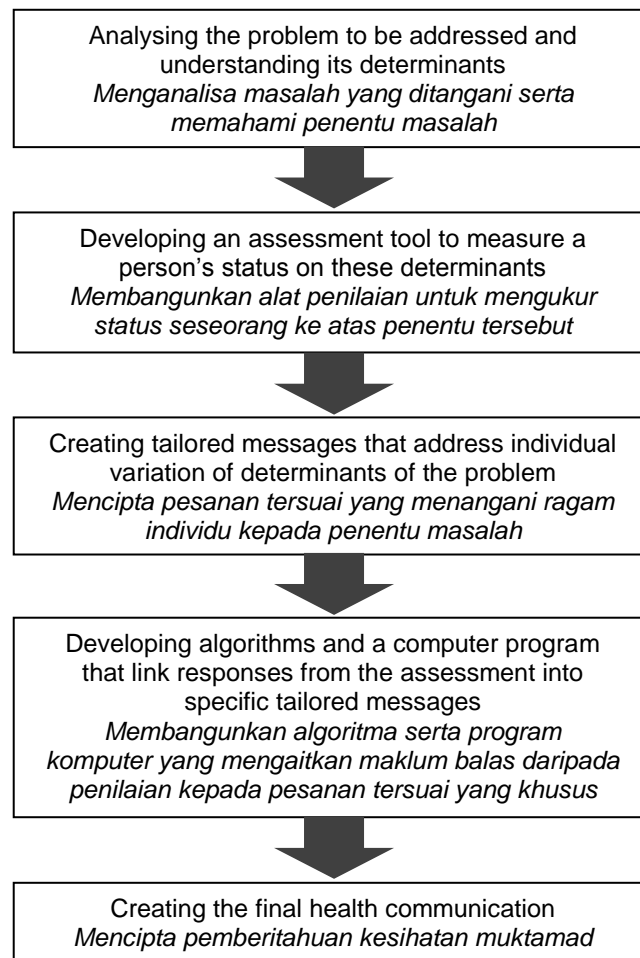 Analysing the problem to be addressed and
understanding its determinants
Menganalisa masalah yang ditangani serta
memahami penentu masalah
Developing an assessment tool to measure a
person’s status on these determinants
Membangunkan alat penilaian untuk mengukur
status seseorang ke atas penentu tersebut
Creating tailored messages that address individual
variation of determinants of the problem
Mencipta pesanan tersuai yang menangani ragam
individu kepada penentu masalah
Developing algorithms and a computer program
that link responses from the assessment into
specific tailored messages
Membangunkan algoritma serta program
komputer yang mengaitkan maklum balas daripada
penilaian kepada pesanan tersuai yang khusus
Creating the final health communication
Mencipta pemberitahuan kesihatan muktamad